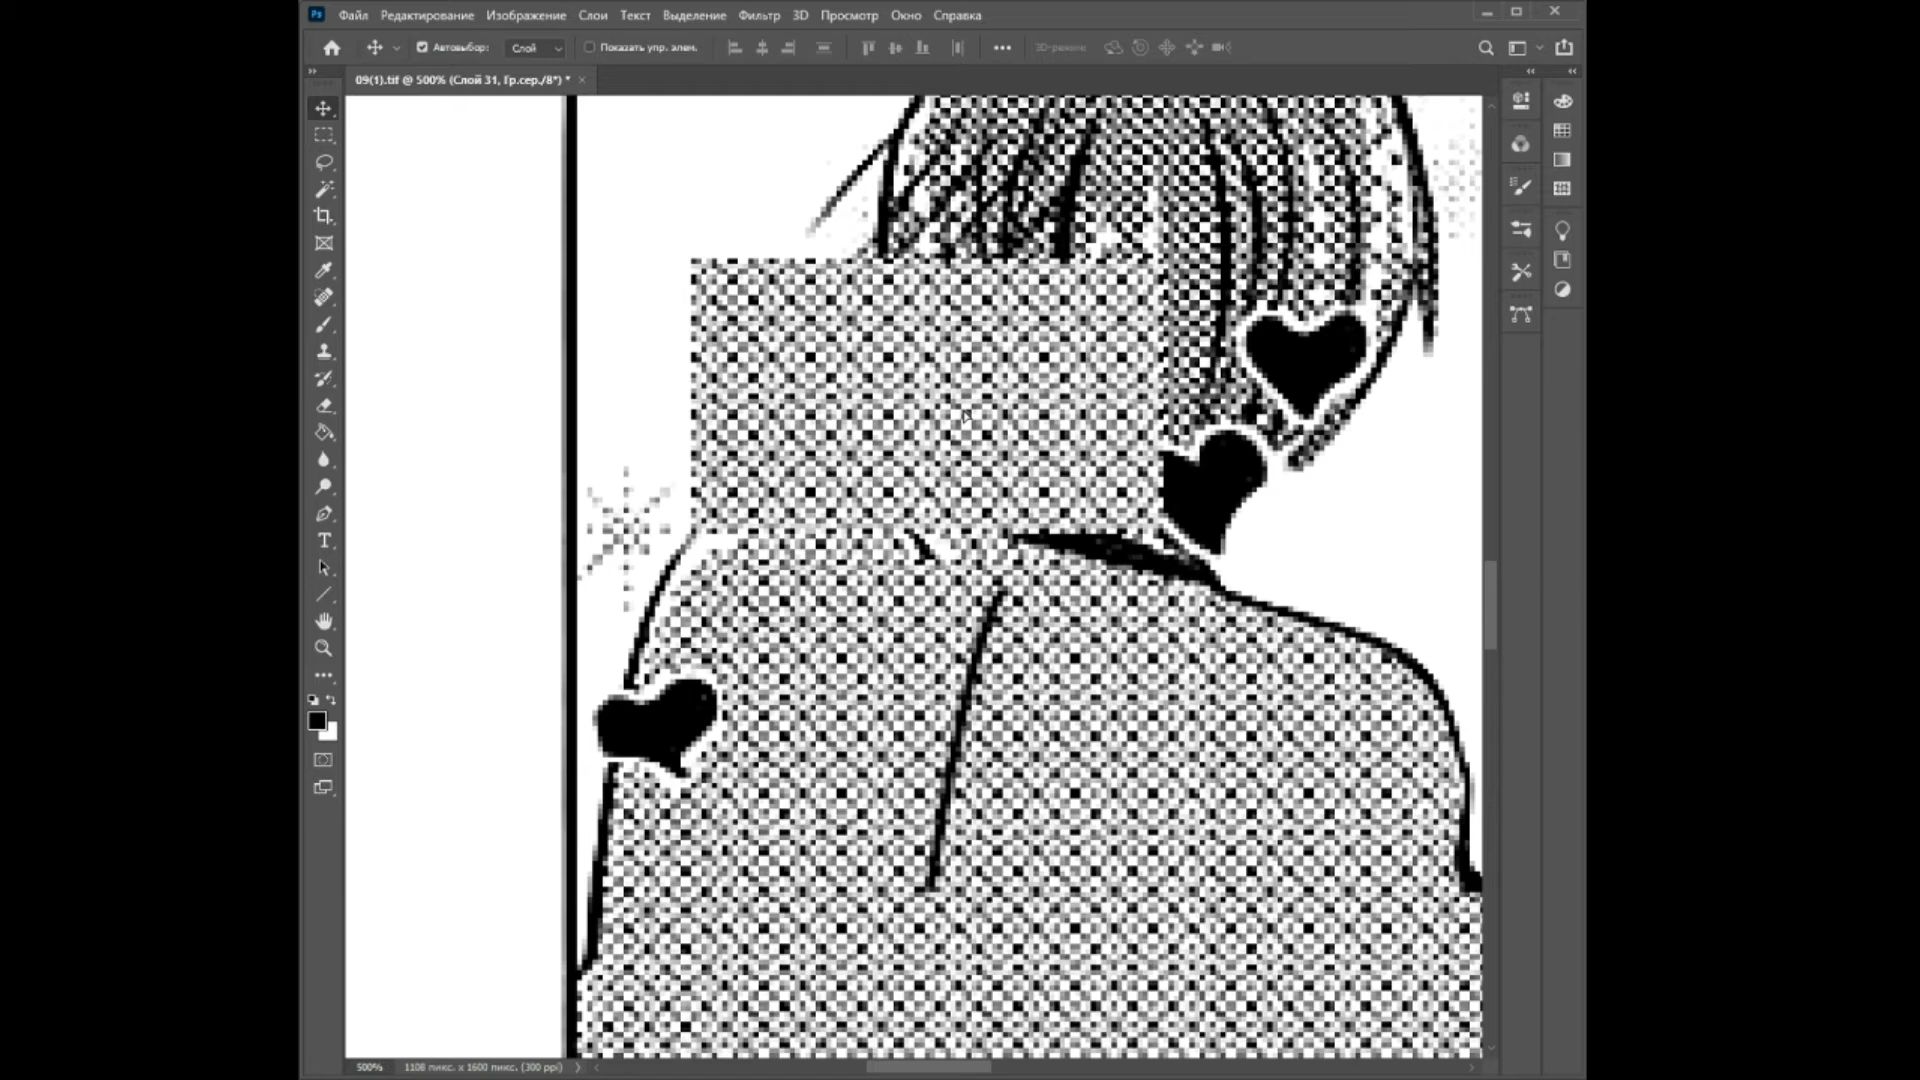 Ps Файл Редактирование Изображение Слои Текст Выделение Фильтр 3D Просмотр Окно Справка
Автовыбор: Слой Показать упр. элем. 3D-режим:
09(1).tif @ 500% (Слой 31, Гр.сер./8*) *
500% 1108 пикс. x 1600 пикс. (300 ppi)